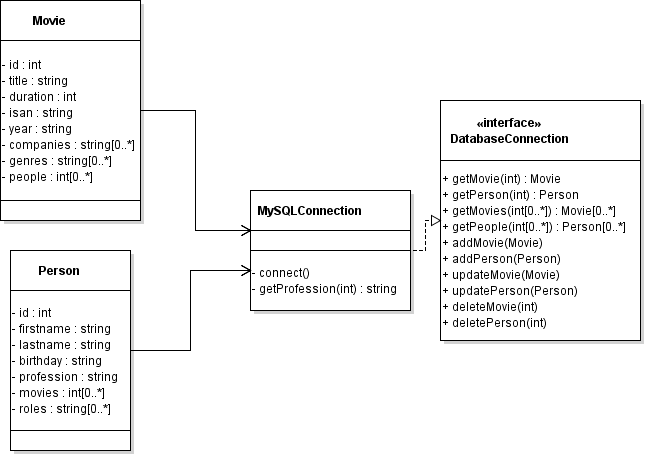 Movie
- id : int
- title : string
- duration : int
- isan : string
- year : string
- companies : string[0..*]
- genres : string[0..*]
- people : int[0..*]
Person
- id : int
- firstname : string
- lastname : string
- birthday : string
- profession : string
- movies : int[0..*]
- roles : string[0..*]
MySQLConnection
- connect()
- getProfession(int) : string
«interface»
DatabaseConnection
+ getMovie(int) : Movie
+ getPerson(int) : Person
+ getMovies(int[0..*]) : Movie[0..*]
+ getPeople(int[0..*]) : Person[0..*]
+ addMovie(Movie)
+ addPerson(Person)
+ updateMovie(Movie)
+ updatePerson(Person)
+ deleteMovie(int)
+ deletePerson(int)